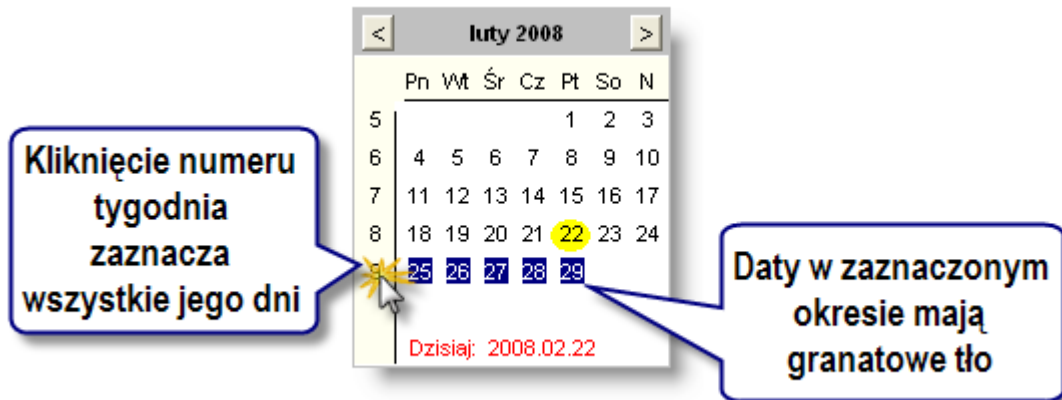 < luty 2008 >
Pn Wt Śr Cz Pt So N
5 1 2 3
6 4 5 6 7 8 9 10
7 11 12 13 14 15 16 17
8 18 19 20 21 22 23 24
9 25 26 27 28 29
Dzisiaj: 2008.02.22
Kliknięcie numeru
tygodnia
zaznacza
wszystkie jego dni
Daty w zaznaczonym
okresie mają
granatowe tło